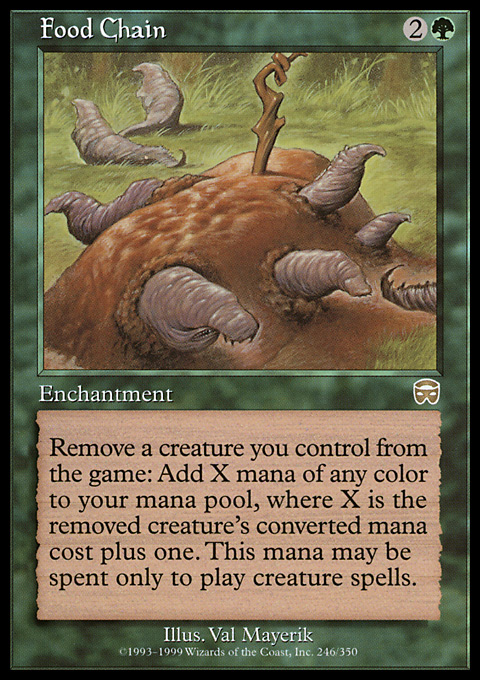 Food Chain 2
Enchantment
Remove a creature you control from
the game: Add X mana of any color
to your mana pool, where X is the
removed creature's converted mana
cost plus one. This mana may be
spent only to play creature spells.
Illus. Val Mayerik
©1993–1999 Wizards of the Coast, Inc. 246/350